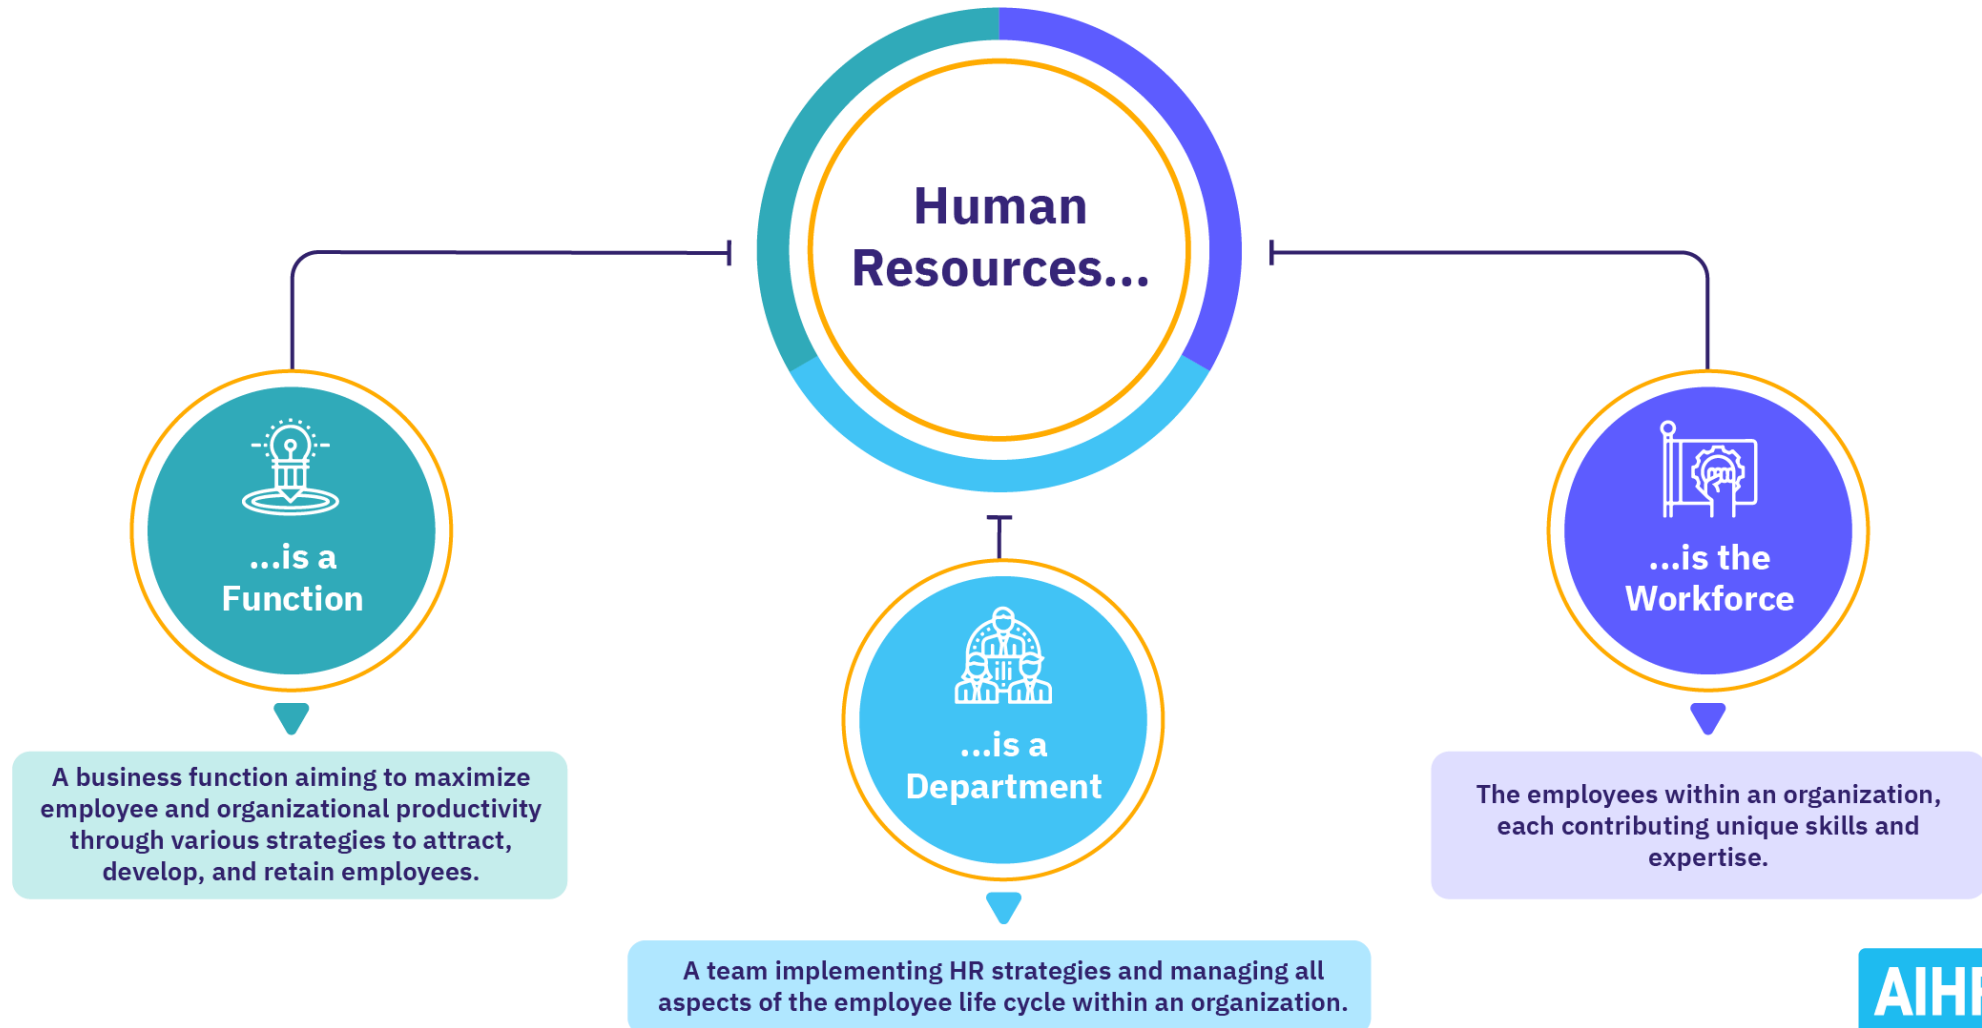 Human
Resources...
...is a
Function
A business function aiming to maximize
employee and organizational productivity
through various strategies to attract,
develop, and retain employees.
...is a
Department
A team implementing HR strategies and managing all
aspects of the employee life cycle within an organization.
...is the
Workforce
The employees within an organization,
each contributing unique skills and
expertise.